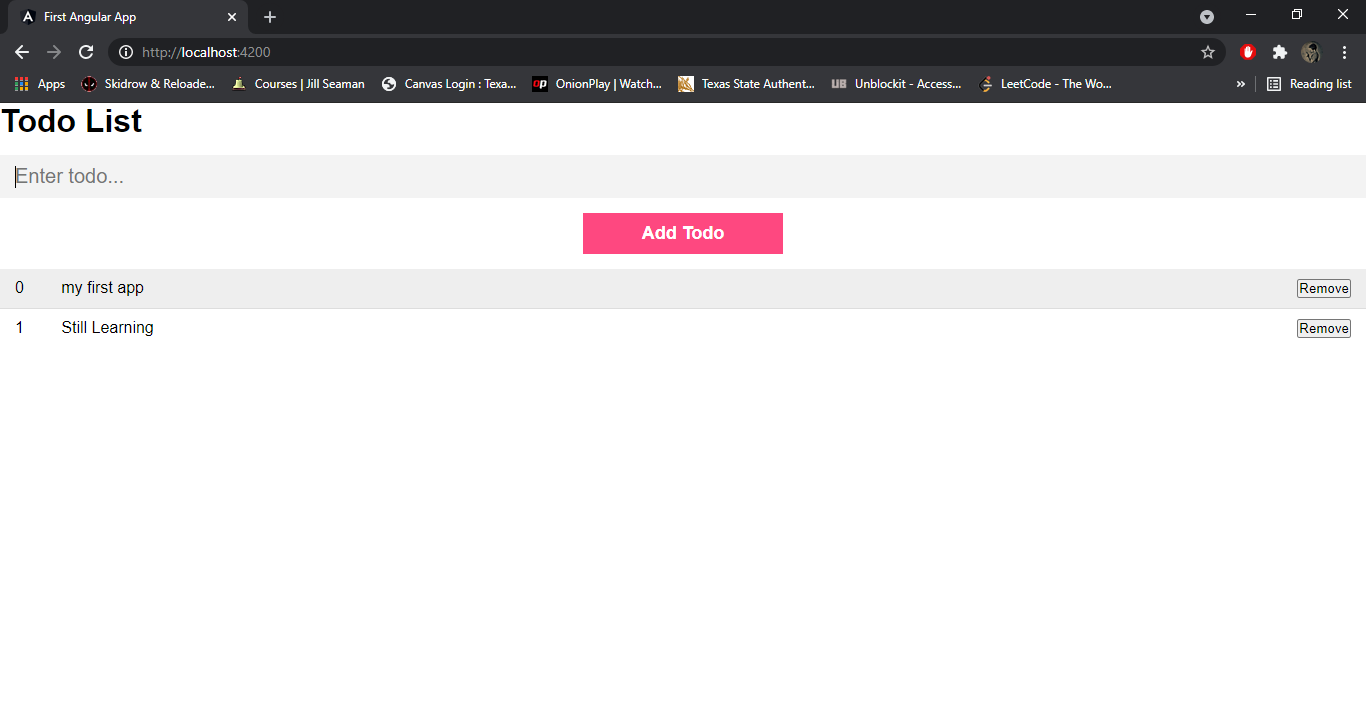 First Angular App
http://localhost:4200
Apps Skidrow & Reloade... Courses | Jill Seaman Canvas Login : Texa... op OnionPlay | Watch... Texas State Authent... UB Unblockit - Access... LeetCode - The Wo... » Reading list
Todo List
Enter todo...
Add Todo
0 my first app Remove
1 Still Learning Remove